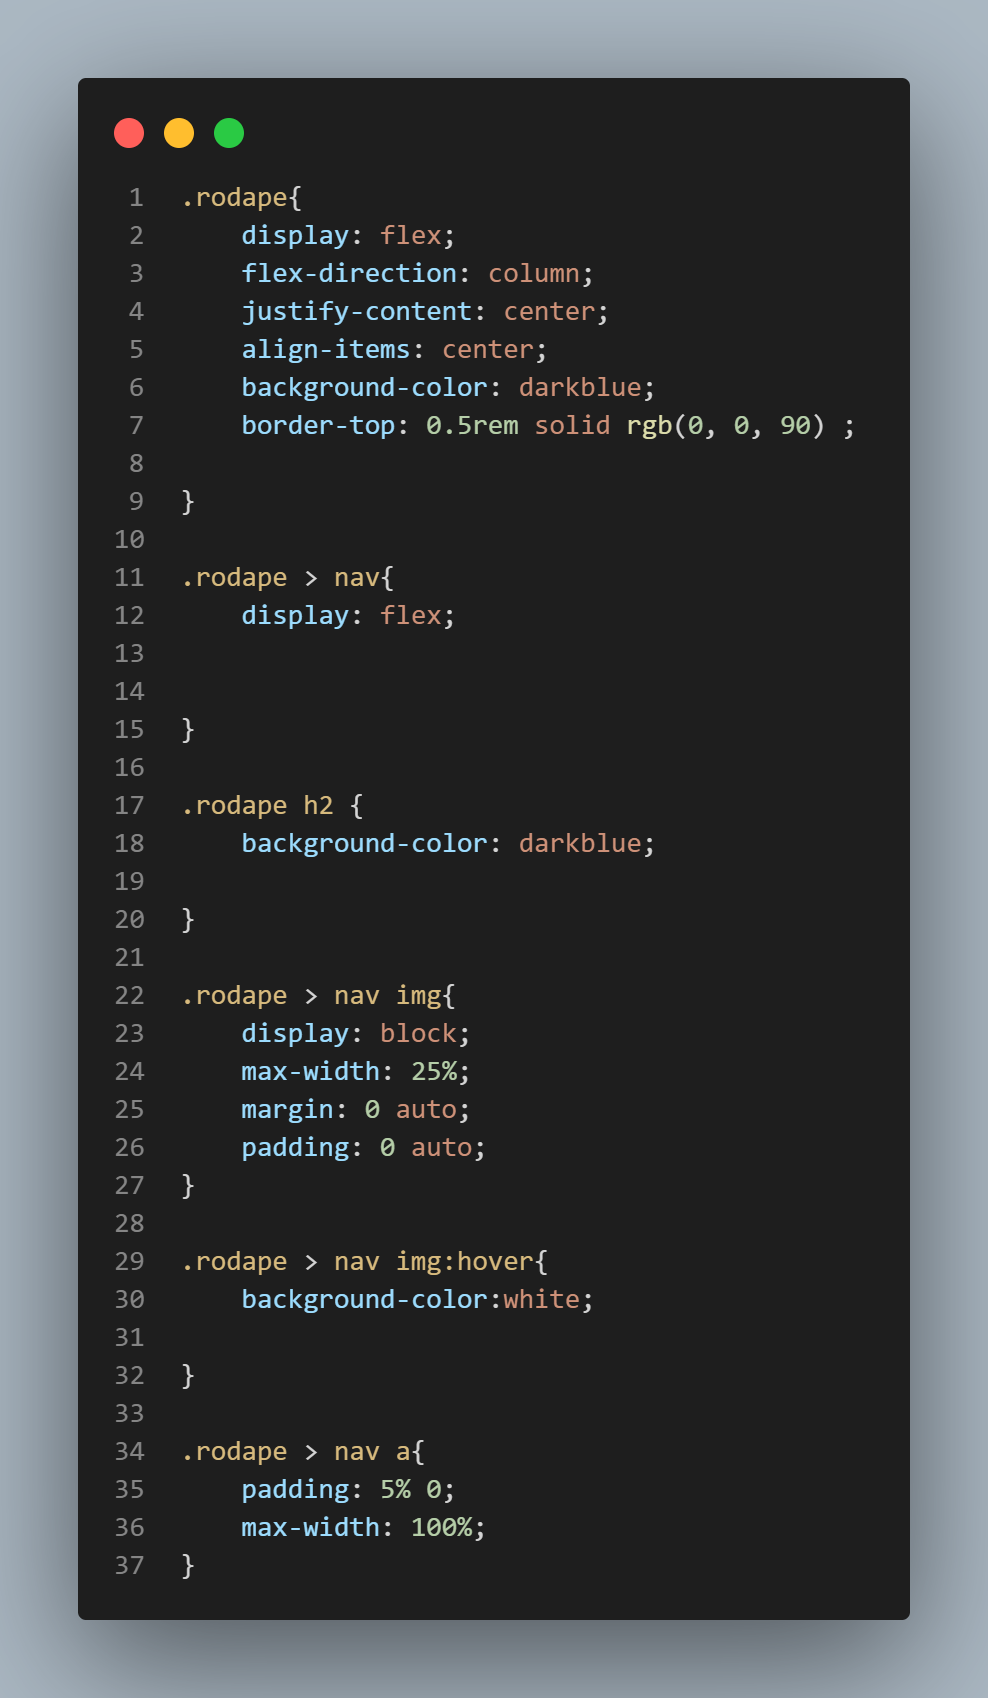 1 .rodape{
2     display: flex;
3     flex-direction: column;
4     justify-content: center;
5     align-items: center;
6     background-color: darkblue;
7     border-top: 0.5rem solid rgb(0, 0, 90) ;
8
9 }
10
11 .rodape > nav{
12     display: flex;
13
14
15 }
16
17 .rodape h2 {
18     background-color: darkblue;
19
20 }
21
22 .rodape > nav img{
23     display: block;
24     max-width: 25%;
25     margin: 0 auto;
26     padding: 0 auto;
27 }
28
29 .rodape > nav img:hover{
30     background-color:white;
31
32 }
33
34 .rodape > nav a{
35     padding: 5% 0;
36     max-width: 100%;
37 }